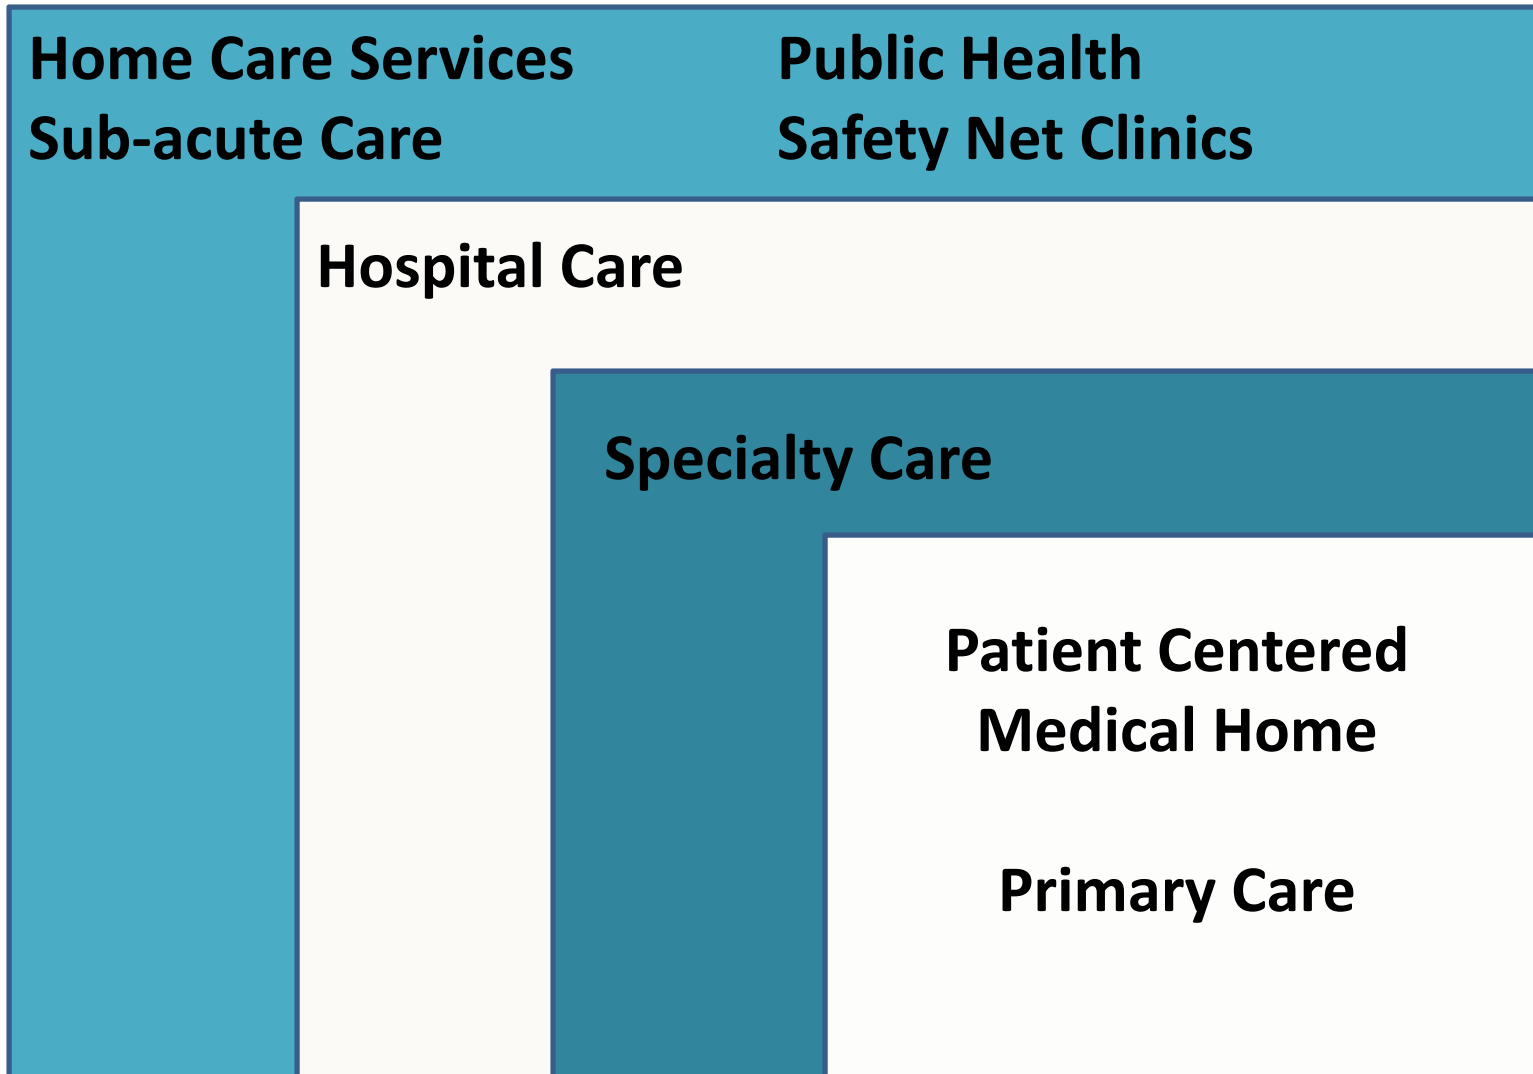 Home Care Services
Sub-acute Care
Public Health
Safety Net Clinics
Hospital Care
Specialty Care
Patient Centered
Medical Home
Primary Care